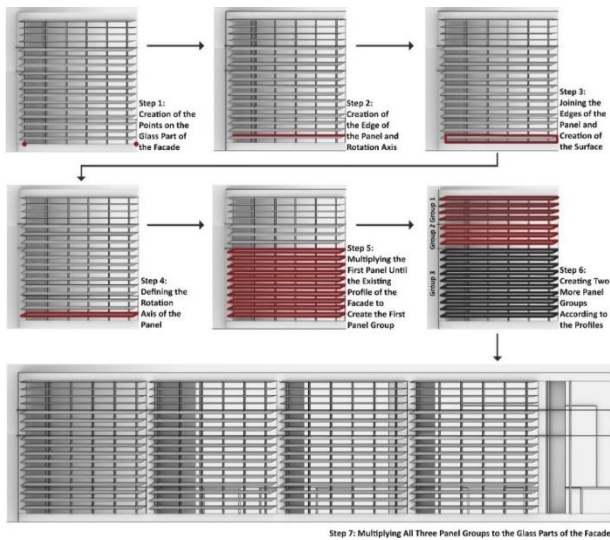 Step 1:
Creation of the
Points on the
Glass Part of
the Facade
Step 2:
Creation of
the Edge of
the Panel and
Rotation Axis
Step 3:
Joining the
Edges of the
Panel and
Creation of
the Surface
Step 4:
Defining the
Rotation
Axis of the
Panel
Step 5:
Multiplying the
First Panel Until
the Existing
Profile of the
Facade to
Create the First
Panel Group
Group 1
Group 2
Group 3
Step 6:
Creating Two
More Panel
Groups
According to
the Profiles
Step 7: Multiplying All Three Panel Groups to the Glass Parts of the Facade